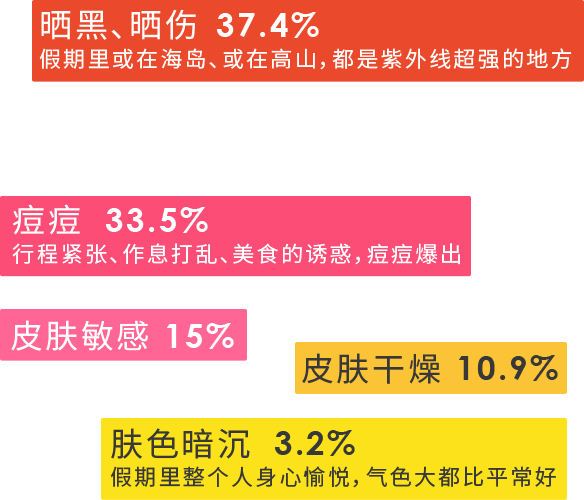 晒黑、晒伤 37.4%
假期里或在海岛、或在高山，都是紫外线超强的地方
痘痘 33.5%
行程紧张、作息打乱、美食的诱惑，痘痘爆出
皮肤敏感 15%
皮肤干燥 10.9%
肤色暗沉 3.2%
假期里整个人身心愉悦，气色大都比平常好